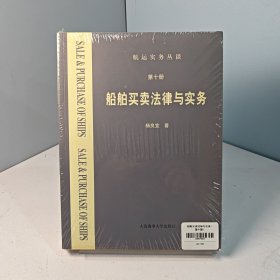 航运实务丛谈
第十册
船舶买卖法律与实务
杨良宜 著
大连海事大学出版社
SALE & PURCHASE OF SHIPS
SALE & PURCHASE OF SHIPS